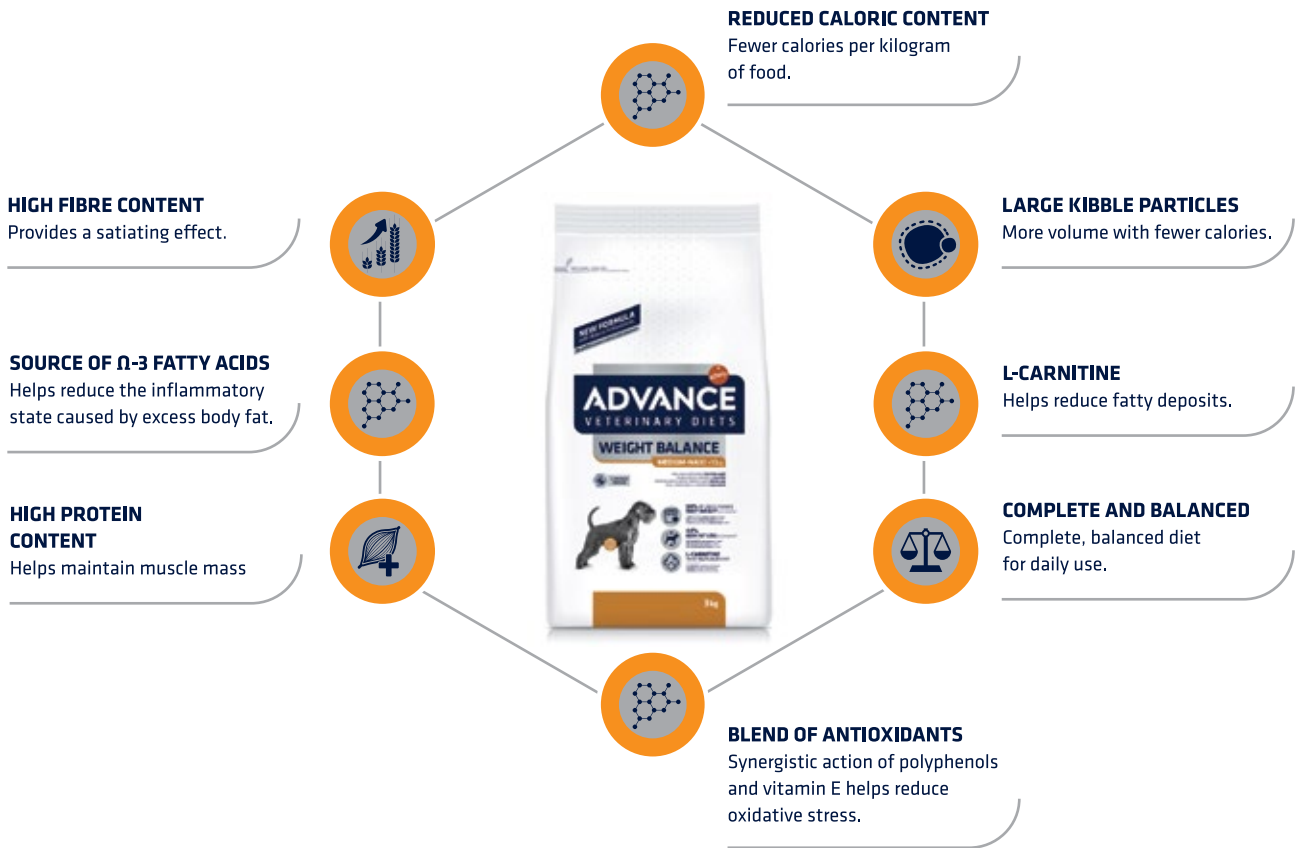 REDUCED CALORIC CONTENT
Fewer calories per kilogram
of food.
HIGH FIBRE CONTENT
Provides a satiating effect.
LARGE KIBBLE PARTICLES
More volume with fewer calories.
SOURCE OF Ω-3 FATTY ACIDS
Helps reduce the inflammatory
state caused by excess body fat.
L-CARNITINE
Helps reduce fatty deposits.
HIGH PROTEIN
CONTENT
Helps maintain muscle mass
COMPLETE AND BALANCED
Complete, balanced diet
for daily use.
BLEND OF ANTIOXIDANTS
Synergistic action of polyphenols
and vitamin E helps reduce
oxidative stress.
NEW FORMULA
ADVANCE
VETERINARY DIETS
WEIGHT BALANCE
L-CARNITINE
3kg